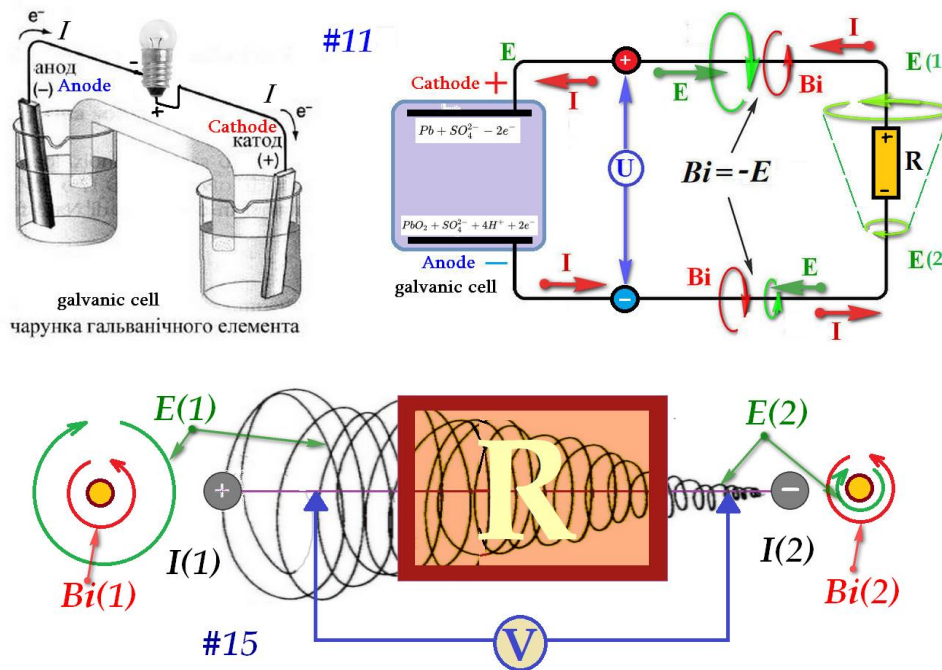 #11
e⁻ I
анод
(–) Anode
–
+
I
e⁻
Cathode
катод
(+)
galvanic cell
чарунка гальванічного елемента
E
Cathode +
I
Pb + SO₄²⁻ − 2e⁻
PbO₂ + SO₄²⁻ + 4H⁺ + 2e⁻
Anode –
galvanic cell
I
+
U
–
E
Bi
I
Bi = -E
Bi
E
I
E(1
+
R
–
E(2
E(1)
+
I(1)
Bi(1)
R
E(2)
–
I(2)
Bi(2)
V
#15